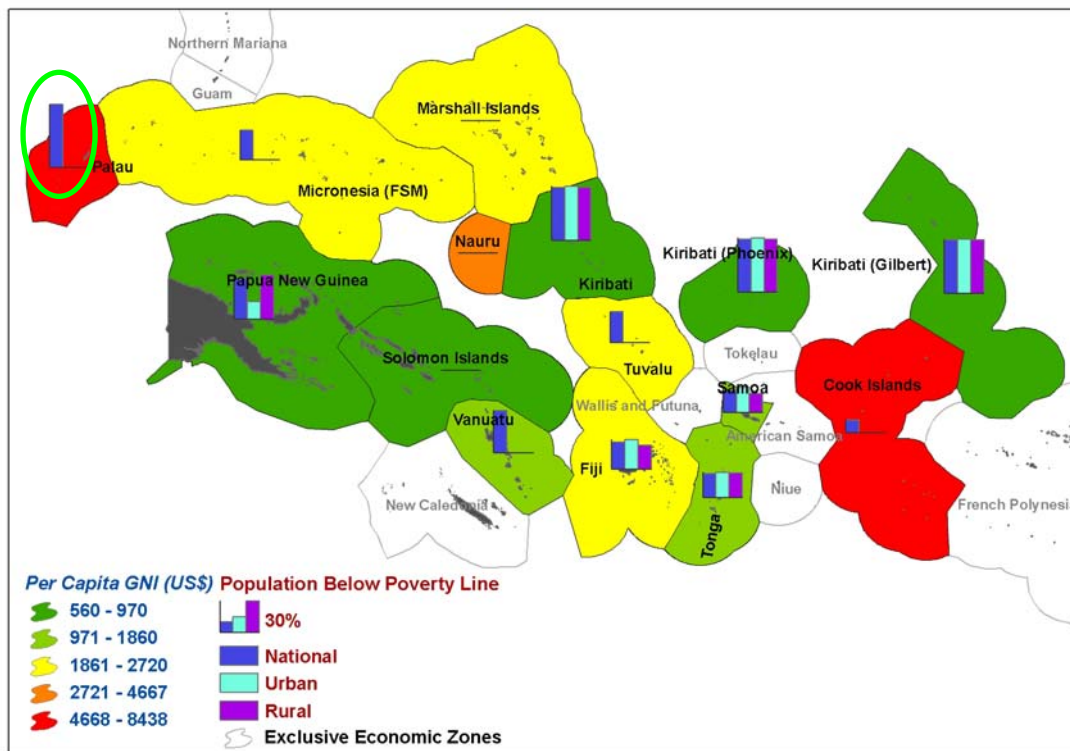 Northern Mariana
Guam
Marshall Islands
Palau
Micronesia (FSM)
Nauru
Kiribati (Phoenix)
Kiribati (Gilbert)
Papua New Guinea
Kiribati
Solomon Islands
Tokelau
Tuvalu
Samoa
Cook Islands
Wallis and Futuna
Vanuatu
American Samoa
Fiji
Niue
New Caledonia
French Polynesia
Tonga
Per Capita GNI (US$)
560 - 970
971 - 1860
1861 - 2720
2721 - 4667
4668 - 8438
Population Below Poverty Line
30%
National
Urban
Rural
Exclusive Economic Zones